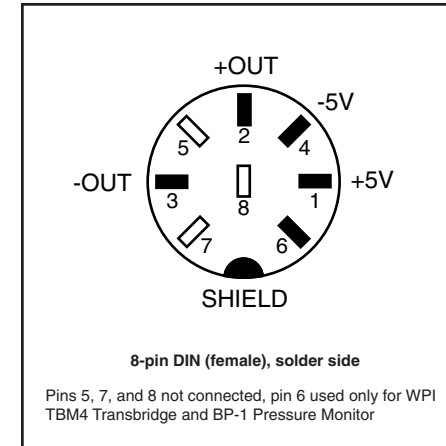 +OUT
-5V
5
2
4
-OUT
+5V
3
8
1
7
6
SHIELD
8-pin DIN (female), solder side
Pins 5, 7, and 8 not connected, pin 6 used only for WPI
TBM4 Transbridge and BP-1 Pressure Monitor